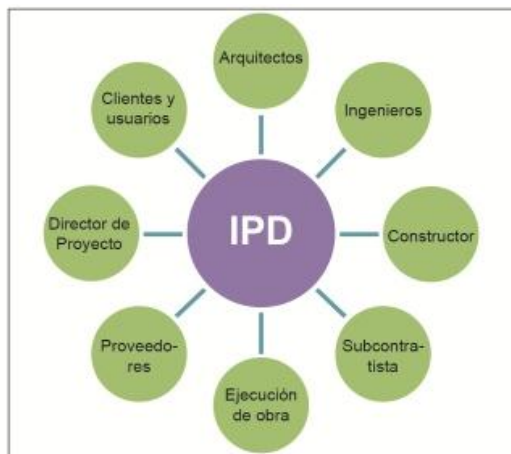 Arquitectos
Clientes y
usuarios
Ingenieros
Director de
Proyecto
IPD
Constructor
Proveedo-
res
Subcontra-
tista
Ejecución
de obra